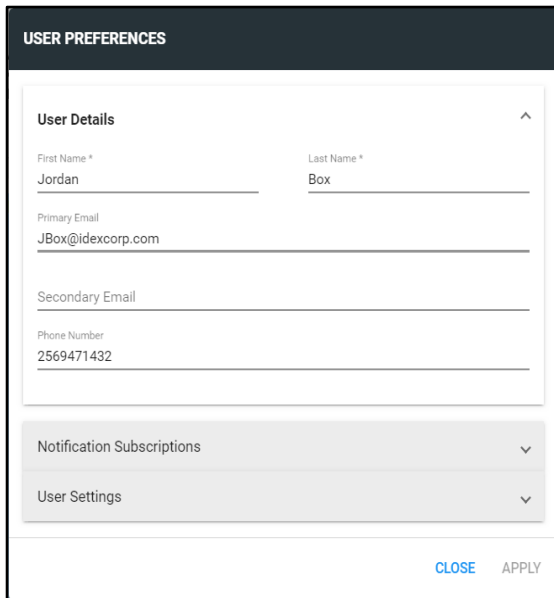 USER PREFERENCES
User Details
First Name * Last Name *
Jordan Box
Primary Email
JBox@idexcorp.com
Secondary Email
Phone Number
2569471432
Notification Subscriptions
User Settings
CLOSE APPLY